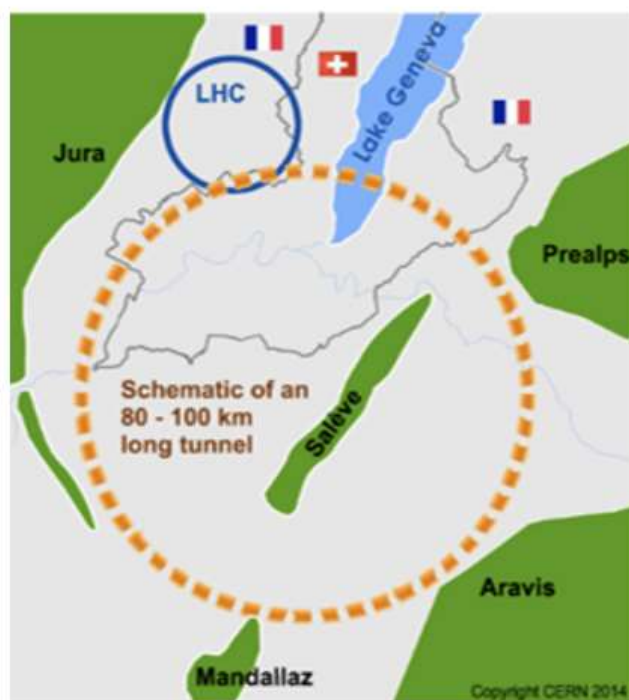 LHC
Lake Geneva
Jura
Prealps
Schematic of an
80 - 100 km
long tunnel
Salève
Aravis
Mandallaz
Copyright CERN 2014